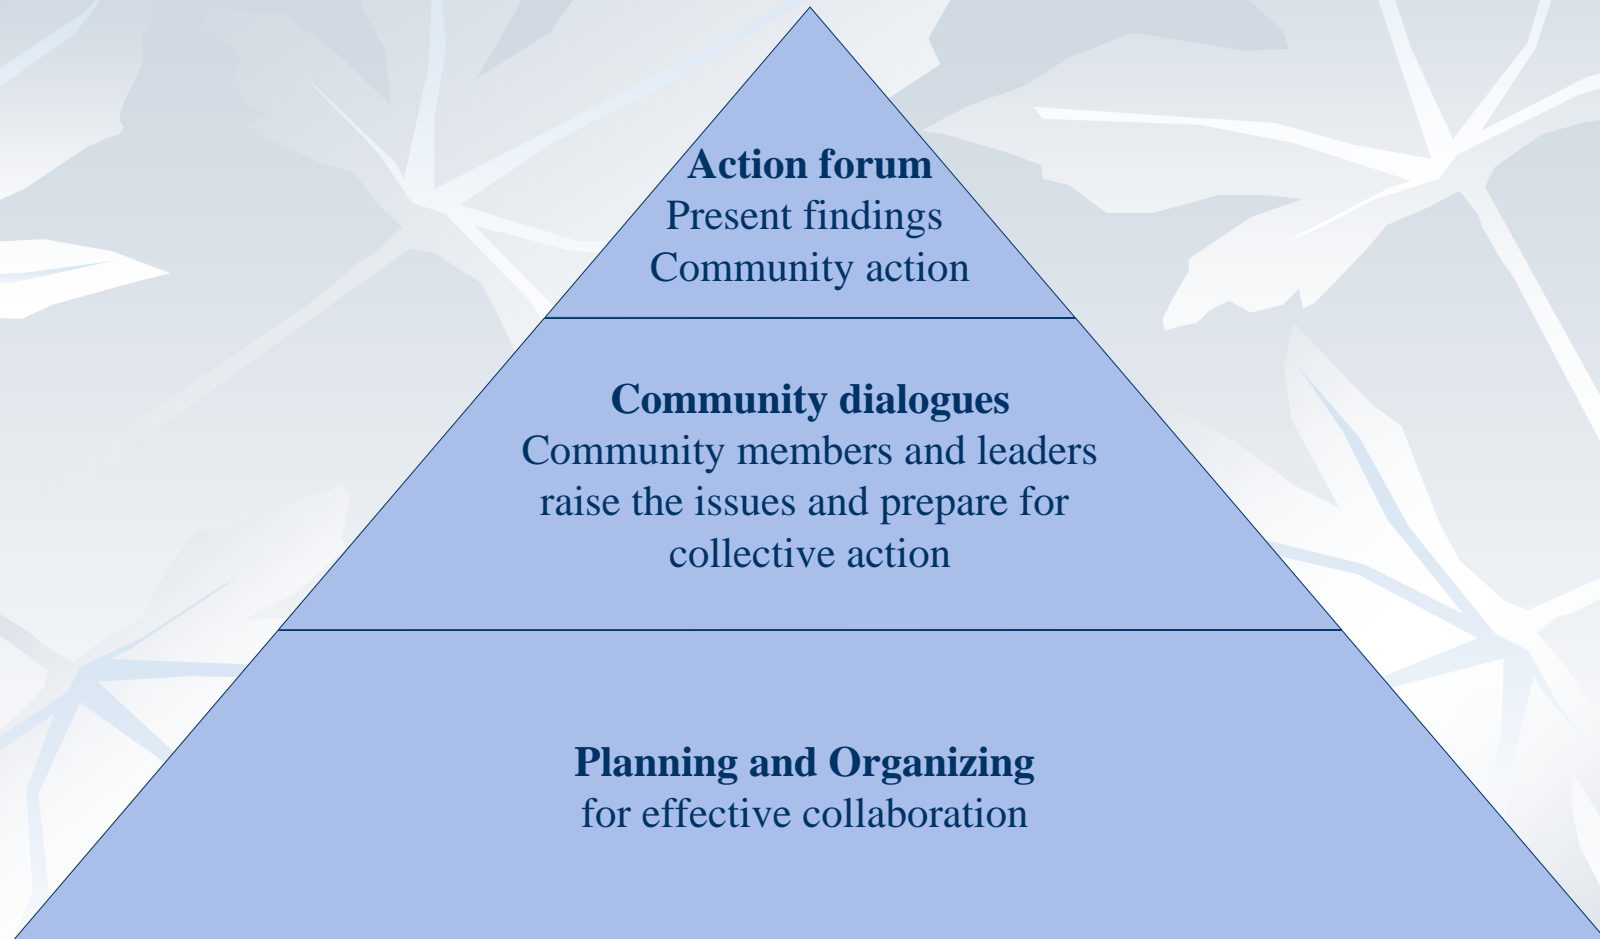 Action forum
Present findings
Community action
Community dialogues
Community members and leaders
raise the issues and prepare for
collective action
Planning and Organizing
for effective collaboration